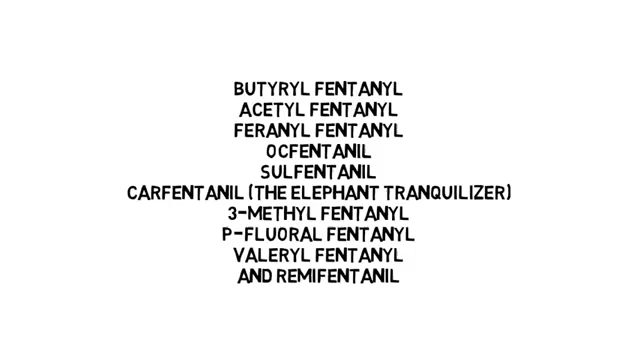 BUTYRYL FENTANYL
ACETYL FENTANYL
FERANYL FENTANYL
OCFENTANIL
SULFENTANIL
CARFENTANIL (THE ELEPHANT TRANQUILIZER)
3-METHYL FENTANYL
P-FLUORAL FENTANYL
VALERYL FENTANYL
AND REMIFENTANIL